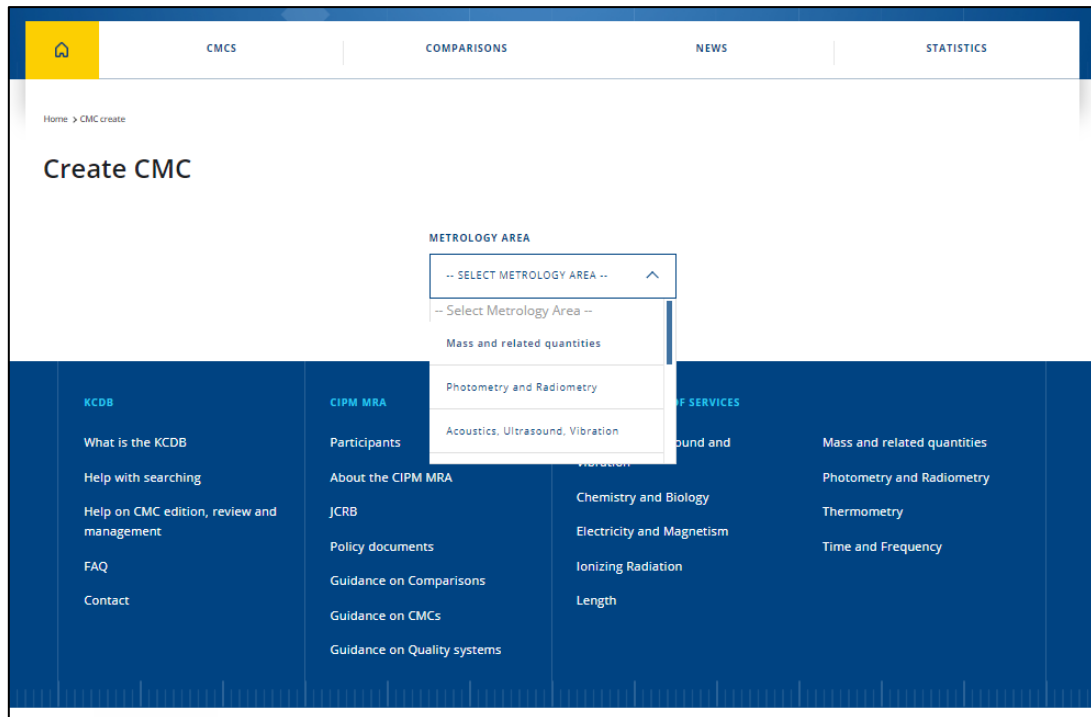 CMCS
COMPARISONS
NEWS
STATISTICS
Home > CMC create
Create CMC
METROLOGY AREA
-- SELECT METROLOGY AREA --
-- Select Metrology Area --
Mass and related quantities
Photometry and Radiometry
Acoustics, Ultrasound, Vibration
KCDB
What is the KCDB
Help with searching
Help on CMC edition, review and
management
FAQ
Contact
CIPM MRA
Participants
About the CIPM MRA
JCRB
Policy documents
Guidance on Comparisons
Guidance on CMCs
Guidance on Quality systems
OF SERVICES
and
Vibration
Chemistry and Biology
Electricity and Magnetism
Ionizing Radiation
Length
Mass and related quantities
Photometry and Radiometry
Thermometry
Time and Frequency